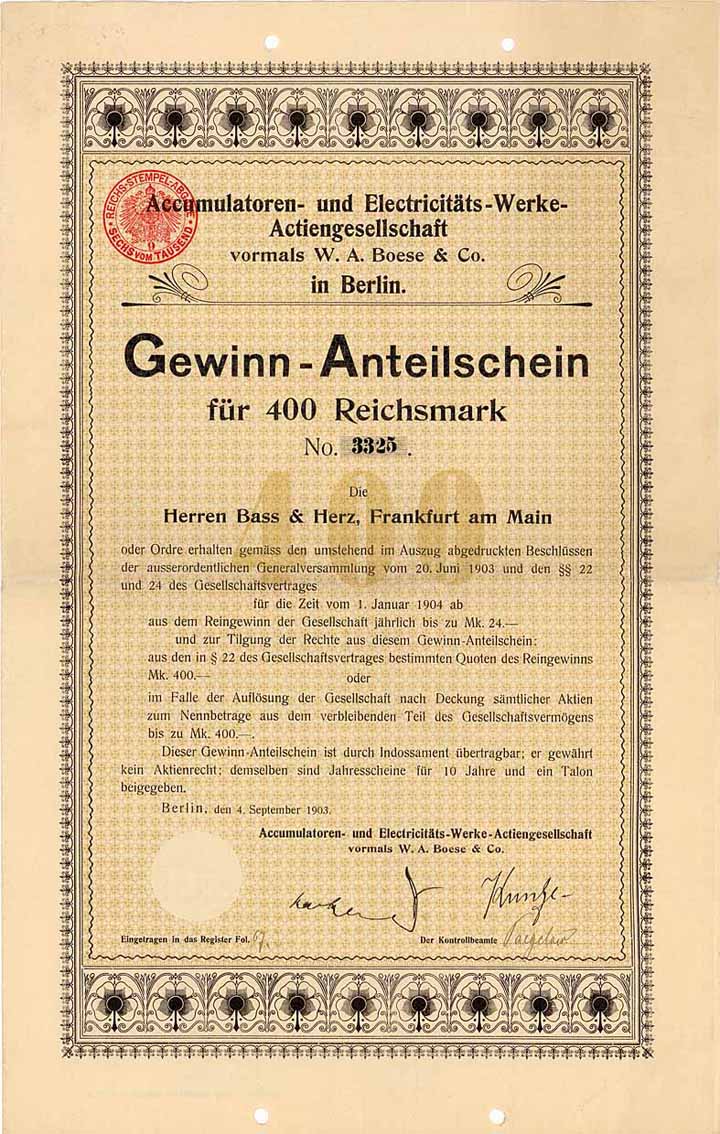 REICHS-STEMPEL-ABGABE
9
SECHS VOM TAUSEND
Accumulatoren- und Electricitäts-Werke-
Actiengesellschaft
vormals W. A. Boese & Co.
in Berlin.
Gewinn-Anteilschein
für 400 Reichsmark
No. 3325.
400
Die
Herren Bass & Herz, Frankfurt am Main
oder Ordre erhalten gemäss den umstehend im Auszug abgedruckten Beschlüssen
der ausserordentlichen Generalversammlung vom 20. Juni 1903 und den §§ 22
und 24 des Gesellschaftsvertrages
für die Zeit vom 1. Januar 1904 ab
aus dem Reingewinn der Gesellschaft jährlich bis zu Mk. 24.—
und zur Tilgung der Rechte aus diesem Gewinn-Anteilschein:
aus den in § 22 des Gesellschaftsvertrages bestimmten Quoten des Reingewinns
Mk. 400.— oder
im Falle der Auflösung der Gesellschaft nach Deckung sämtlicher Aktien
zum Nennbetrage aus dem verbleibenden Teil des Gesellschaftsvermögens
bis zu Mk. 400.—.
Dieser Gewinn-Anteilschein ist durch Indossament übertragbar; er gewährt
kein Aktienrecht; demselben sind Jahresscheine für 10 Jahre und ein Talon
beigegeben.
Berlin, den 4. September 1903.
Accumulatoren- und Electricitäts-Werke-Actiengesellschaft
vormals W. A. Boese & Co.
Eingetragen in das Register Fol. 67.
Der Kontrollbeamte